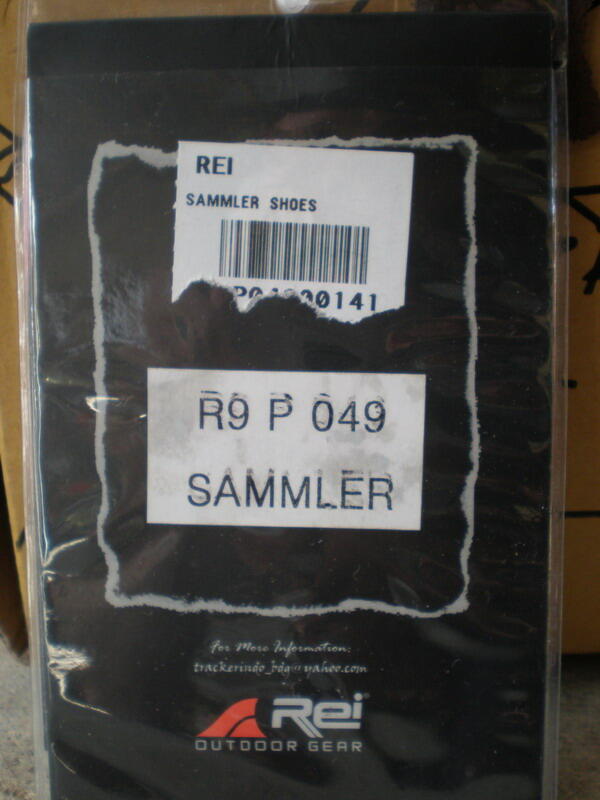 REI
SAMMLER SHOES
R9 P 049
SAMMLER
For More Information:
trackerindo_bdg@yahoo.com
Rei
OUTDOOR GEAR